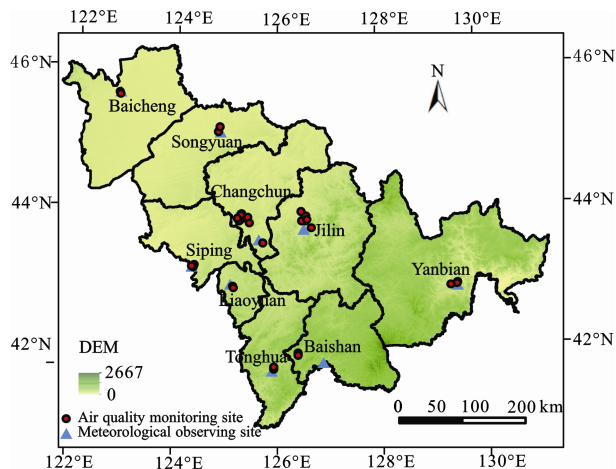 122°E 124°E 126°E 128°E 130°E
46°N 46°N
N
Baicheng
Songyuan
Changchun
44°N 44°N
Jilin
Siping
Yanbian
Liaoyuan
42°N 42°N
DEM
Tonghua Baishan
2667
0
Air quality monitoring site
Meteorological observing site
0 50 100 200 km
122°E 124°E 126°E 128°E 130°E